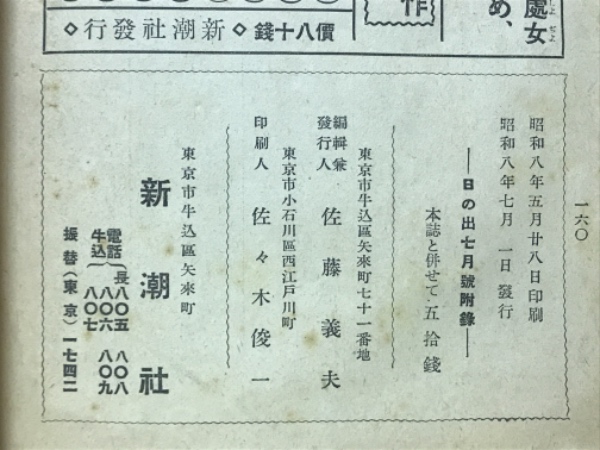 處女
め、
價八十錢◇新潮社發行◇
一六〇
昭和八年五月廿八日印刷
昭和八年七月一日發行
―日の出七月號附錄―
本誌と併せて・五拾錢
東京市牛込區矢來町七十一番地
編輯兼發行人 佐藤義夫
東京市小石川區西江戸川町
印刷人 佐々木俊一
東京市牛込區矢來町
新潮社
電話牛込(長八〇五 八〇六 八〇七 八〇八 八〇九
振替(東京)一七四二